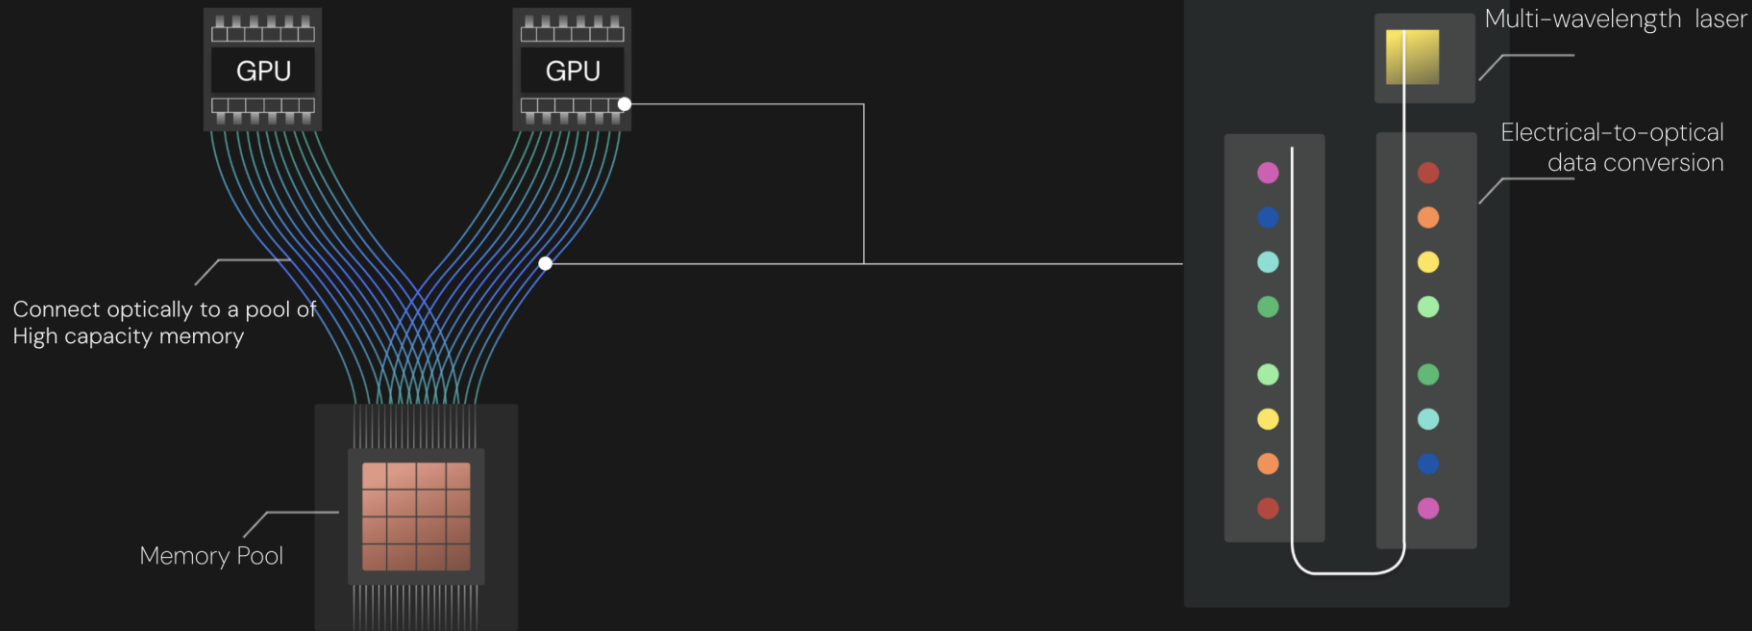 GPU
GPU
Connect optically to a pool of
High capacity memory
Memory Pool
Multi-wavelength laser
Electrical-to-optical
data conversion